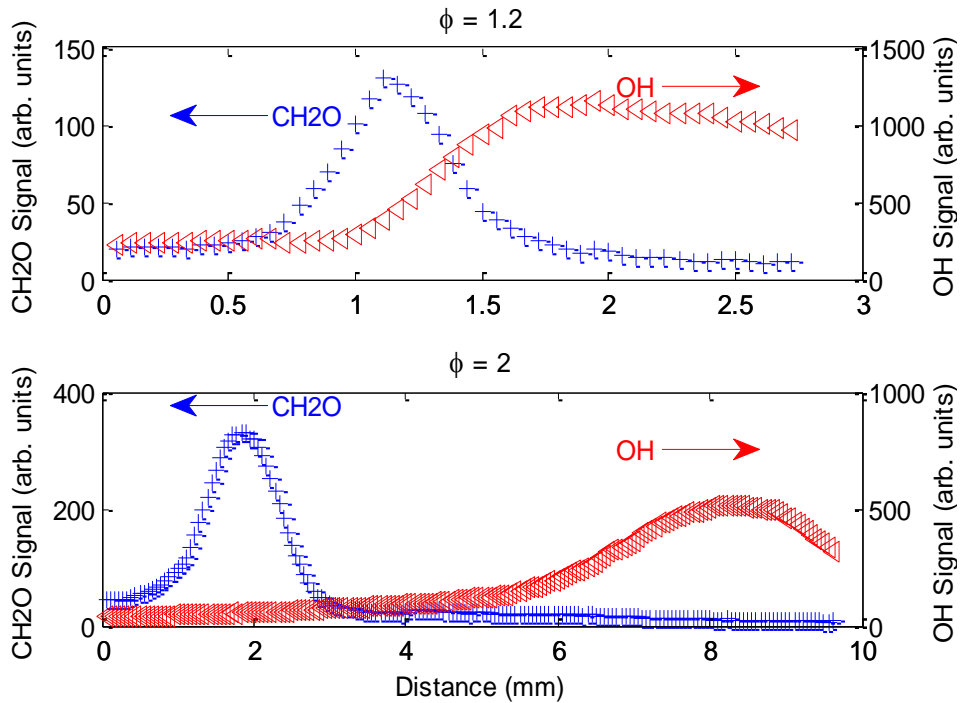 ϕ = 1.2
CH2O Signal (arb. units)
150
100
50
0
CH2O
OH
1500
1000
500
0
OH Signal (arb. units)
0 0.5 1 1.5 2 2.5 3
ϕ = 2
CH2O Signal (arb. units)
400
200
0
CH2O
OH
1000
500
0
OH Signal (arb. units)
0 2 4 6 8 10
Distance (mm)